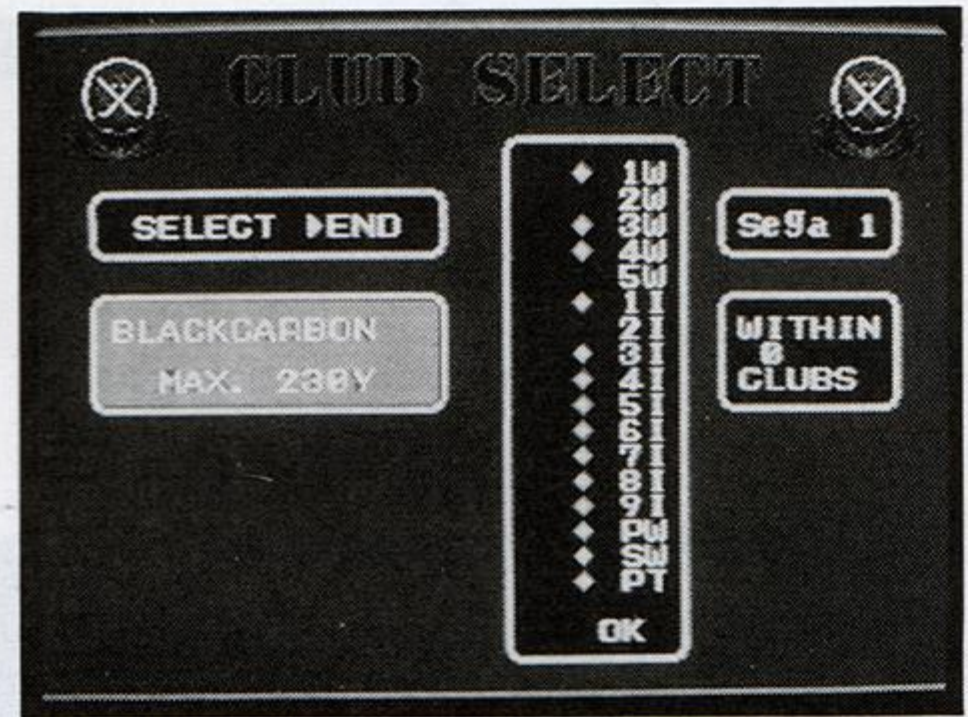 CLUB SELECT
SELECT ▶END
BLACKCARBON
MAX. 230Y
◆ 1W
2W
◆ 3W
◆ 4W
5W
◆ 1I
2I
◆ 3I
◆ 4I
◆ 5I
◆ 6I
◆ 7I
◆ 8I
◆ 9I
◆ PW
◆ SW
◆ PT
OK
Sega 1
WITHIN
0
CLUBS